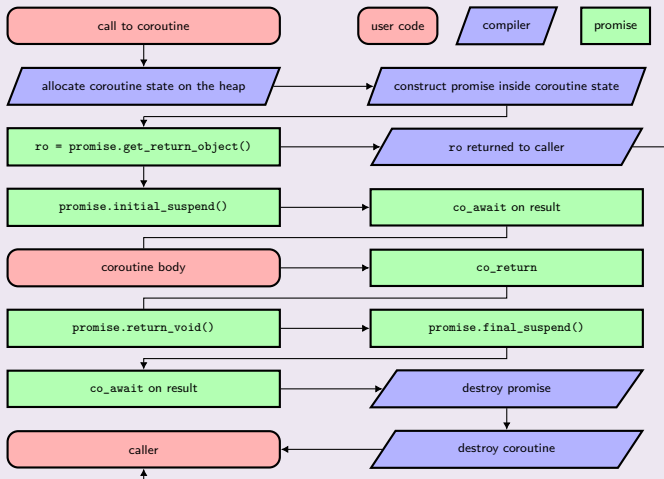 call to coroutine
user code
compiler
promise
allocate coroutine state on the heap
construct promise inside coroutine state
ro = promise.get_return_object()
ro returned to caller
promise.initial_suspend()
co_await on result
coroutine body
co_return
promise.return_void()
promise.final_suspend()
co_await on result
destroy promise
caller
destroy coroutine